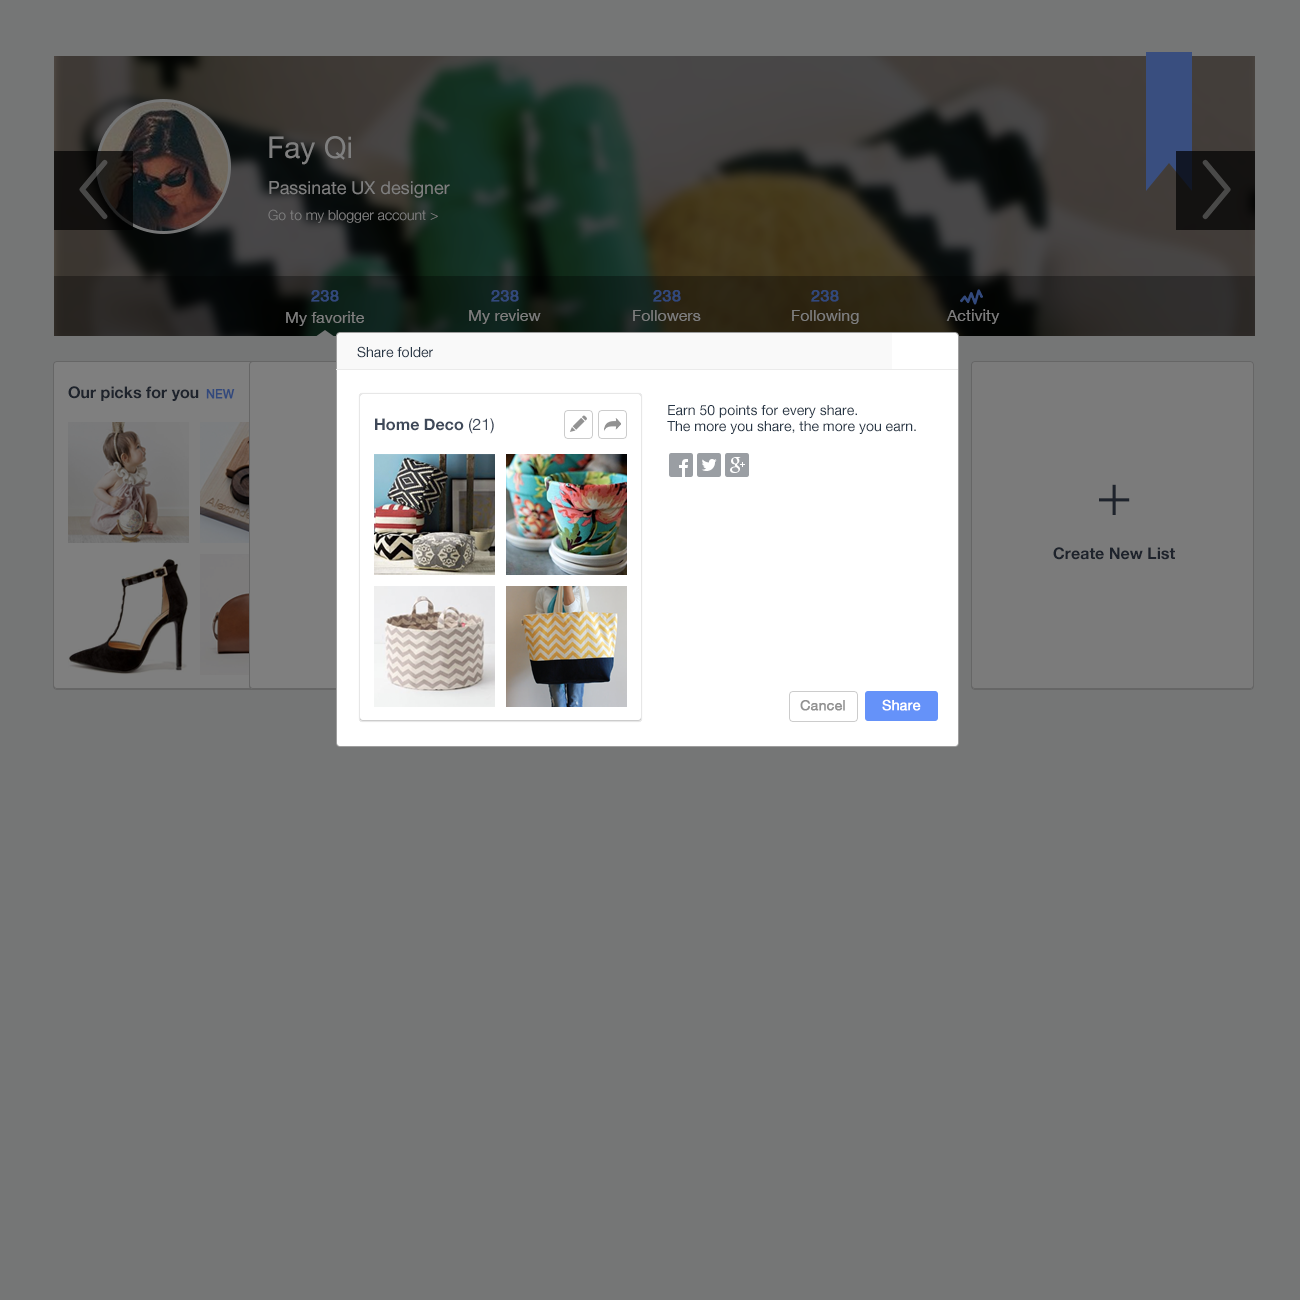 Fay Qi
Passinate UX designer
Go to my blogger account >
238
My favorite
238
My review
238
Followers
238
Following
Activity
Our picks for you NEW
Share folder
Home Deco (21)
Earn 50 points for every share.
The more you share, the more you earn.
Cancel
Share
Create New List